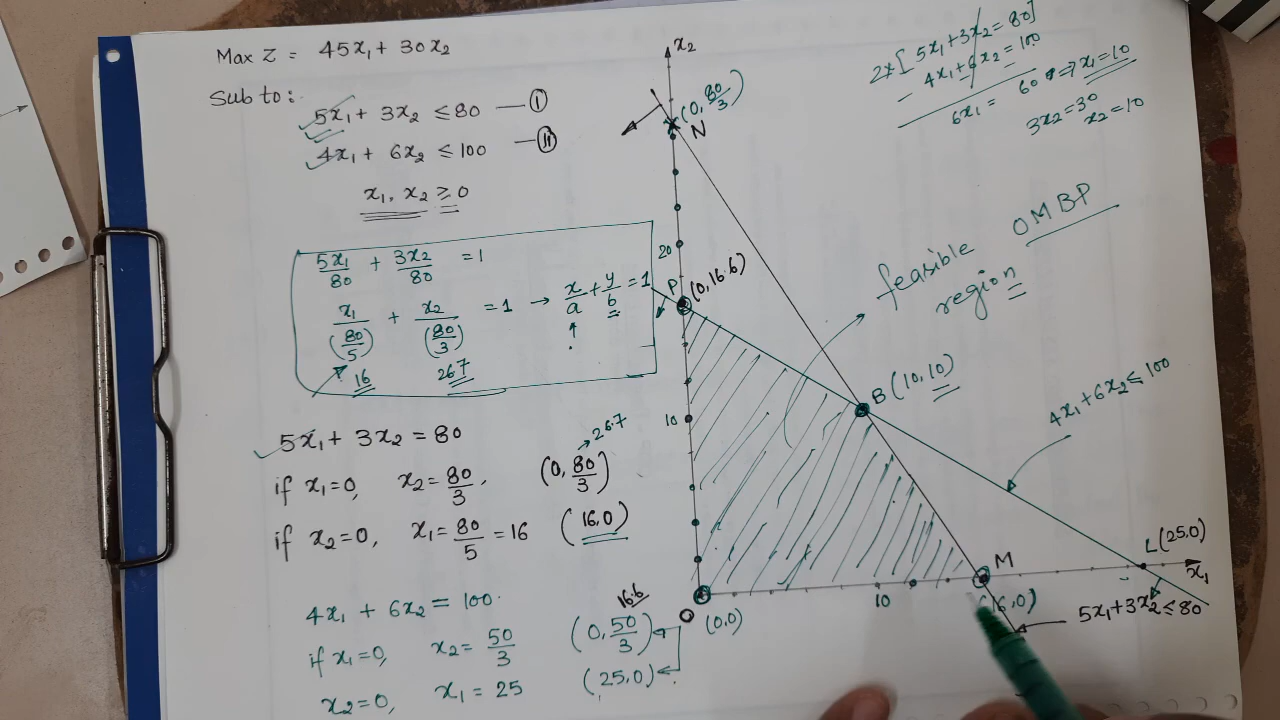 Max Z = 45x₁ + 30x₂
Sub to:
5x₁ + 3x₂ ≤ 80 — Ⓘ
4x₁ + 6x₂ ≤ 100 — Ⓘⓘ
x₁, x₂ ≥ 0
5x₁/80 + 3x₂/80 = 1
x₁/(80/5) + x₂/(80/3) = 1 → x/a + y/b = 1
16 267
5x₁ + 3x₂ = 80
if x₁=0, x₂ = 80/3, (0, 80/3) → 26.7
if x₂=0, x₁ = 80/5 = 16 (16,0)
4x₁ + 6x₂ = 100
if x₁=0, x₂ = 50/3 (0, 50/3) 16.6
x₂=0, x₁ = 25 (25,0)
x₂
(0, 80/3)
N
20
P (0,16.6)
10
B (10,10)
feasible region
OMBP
4x₁+6x₂ ≤ 100
L(25,0)
M
(16,0)
x₁
5x₁+3x₂ ≤ 80
10
O (0,0)
2×[5x₁+3x₂=80]
- 4x₁+6x₂=100
6x₁ = 60 ⇒ x₁=10
3x₂=30
x₂=10